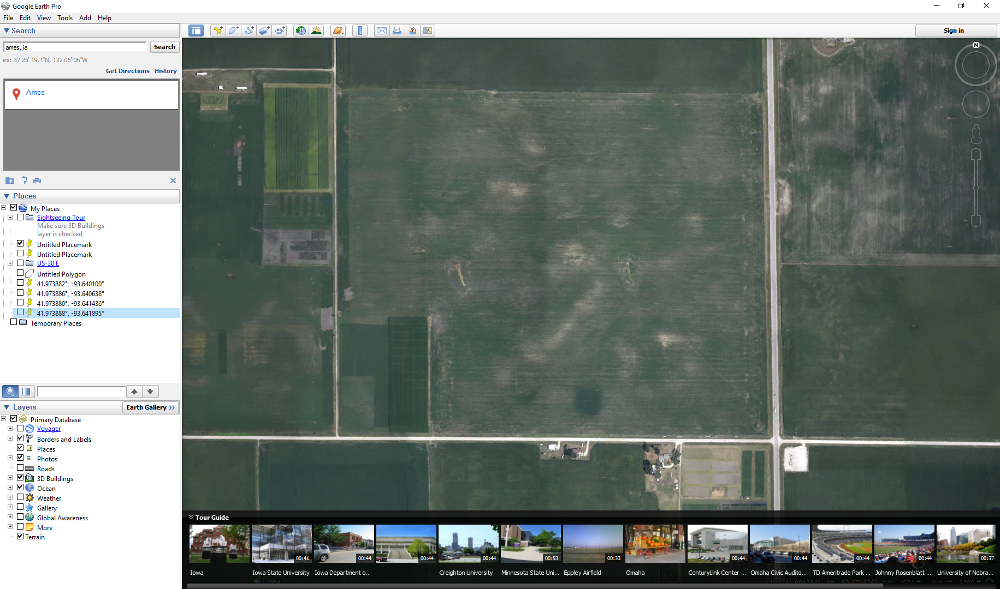 Google Earth Pro
File Edit View Tools Add Help
Search
ames, ia
Search
ex: 37 25' 19.1"N, 122 05' 06"W
Get Directions History
Ames
Places
My Places
Sightseeing Tour
Make sure 3D Buildings
layer is checked
Untitled Placemark
Untitled Placemark
US-30 E
Untitled Polygon
41.973882°, -93.640100°
41.973886°, -93.640638°
41.973880°, -93.641436°
41.973888°, -93.641895°
Temporary Places
Layers
Earth Gallery »
Primary Database
Voyager
Borders and Labels
Places
Photos
Roads
3D Buildings
Ocean
Weather
Gallery
Global Awareness
More
Terrain
Sign in
N
Tour Guide
00:41 00:44 00:44 00:44 00:53 00:33 00:44 00:44 00:44 00:44 00:37
Iowa
Iowa State University
Iowa Department o...
Creighton University
Minnesota State Uni...
Eppley Airfield
Omaha
CenturyLink Center ...
Omaha Civic Audito...
TD Ameritrade Park ...
Johnny Rosenblatt ...
University of Nebra...
1994